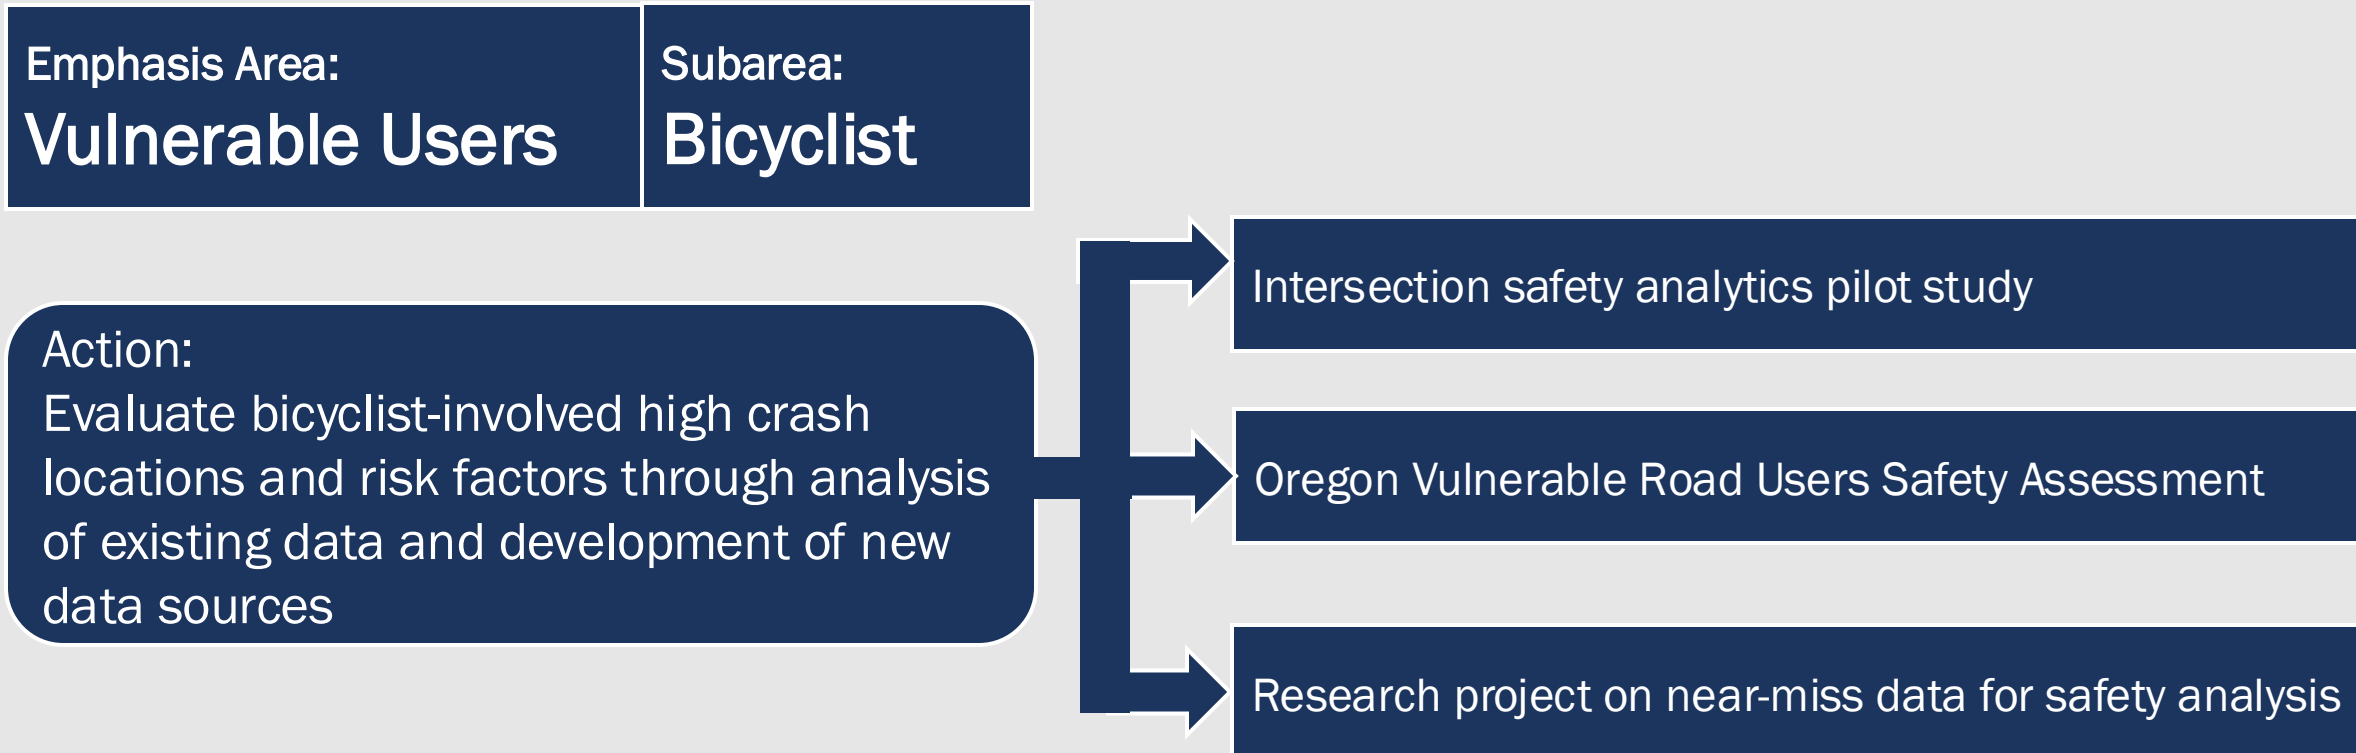 Emphasis Area:
Vulnerable Users
Subarea:
Bicyclist
Action:
Evaluate bicyclist-involved high crash
locations and risk factors through analysis
of existing data and development of new
data sources
Intersection safety analytics pilot study
Oregon Vulnerable Road Users Safety Assessment
Research project on near-miss data for safety analysis